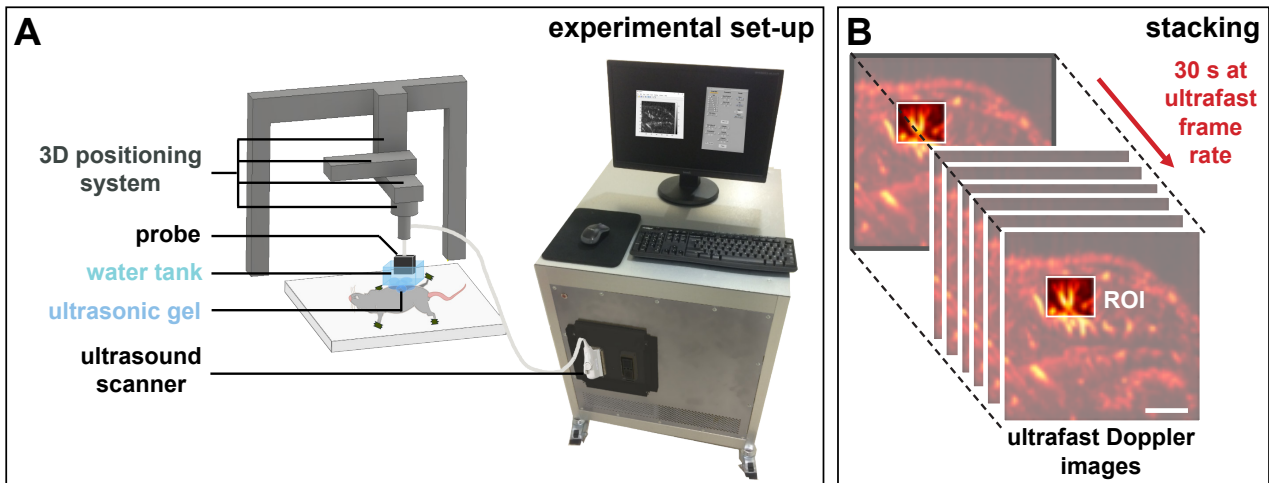 A
experimental set-up
3D positioning
system
probe
water tank
ultrasonic gel
ultrasound
scanner
B
stacking
30 s at
ultrafast
frame
rate
ROI
ultrafast Doppler
images